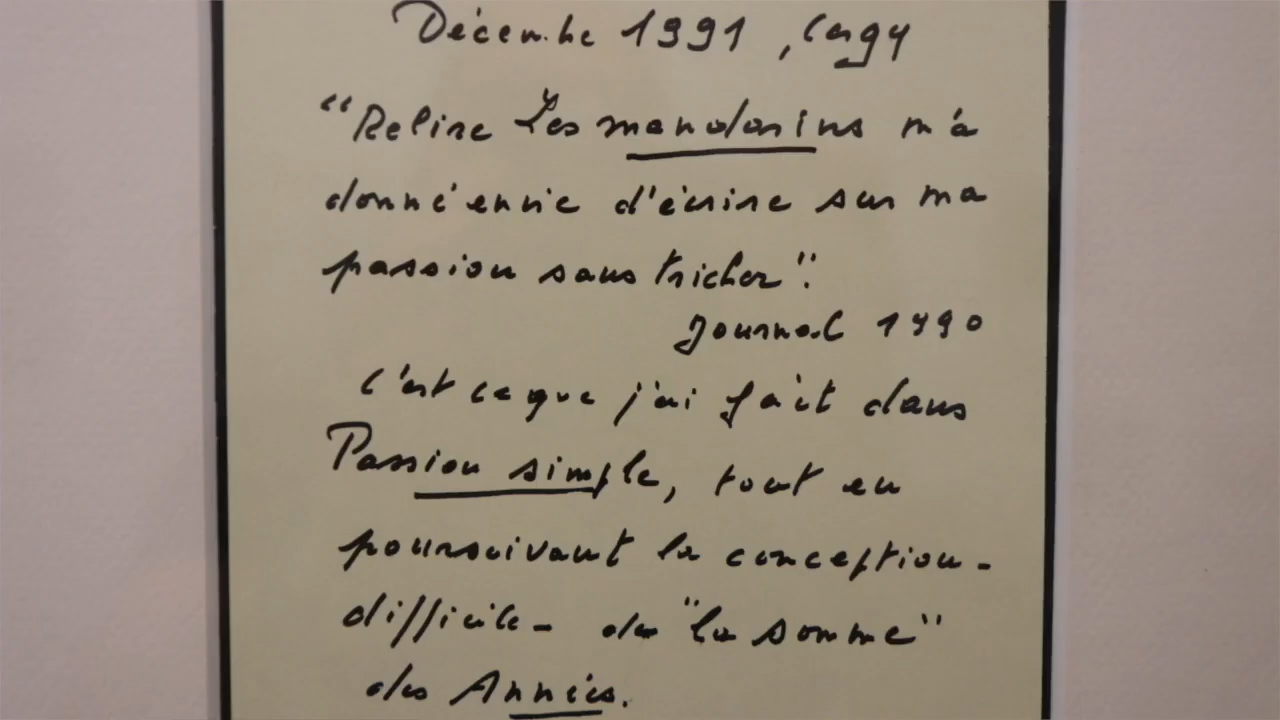 Décembre 1991, Cergy
"Relire Les mandarins m'a
donné envie d'écrire sur ma
passion sans tricher".
Journal 1990
C'est ce que j'ai fait dans
Passion simple, tout en
poursuivant la conception -
difficile - de "la somme"
des Années.